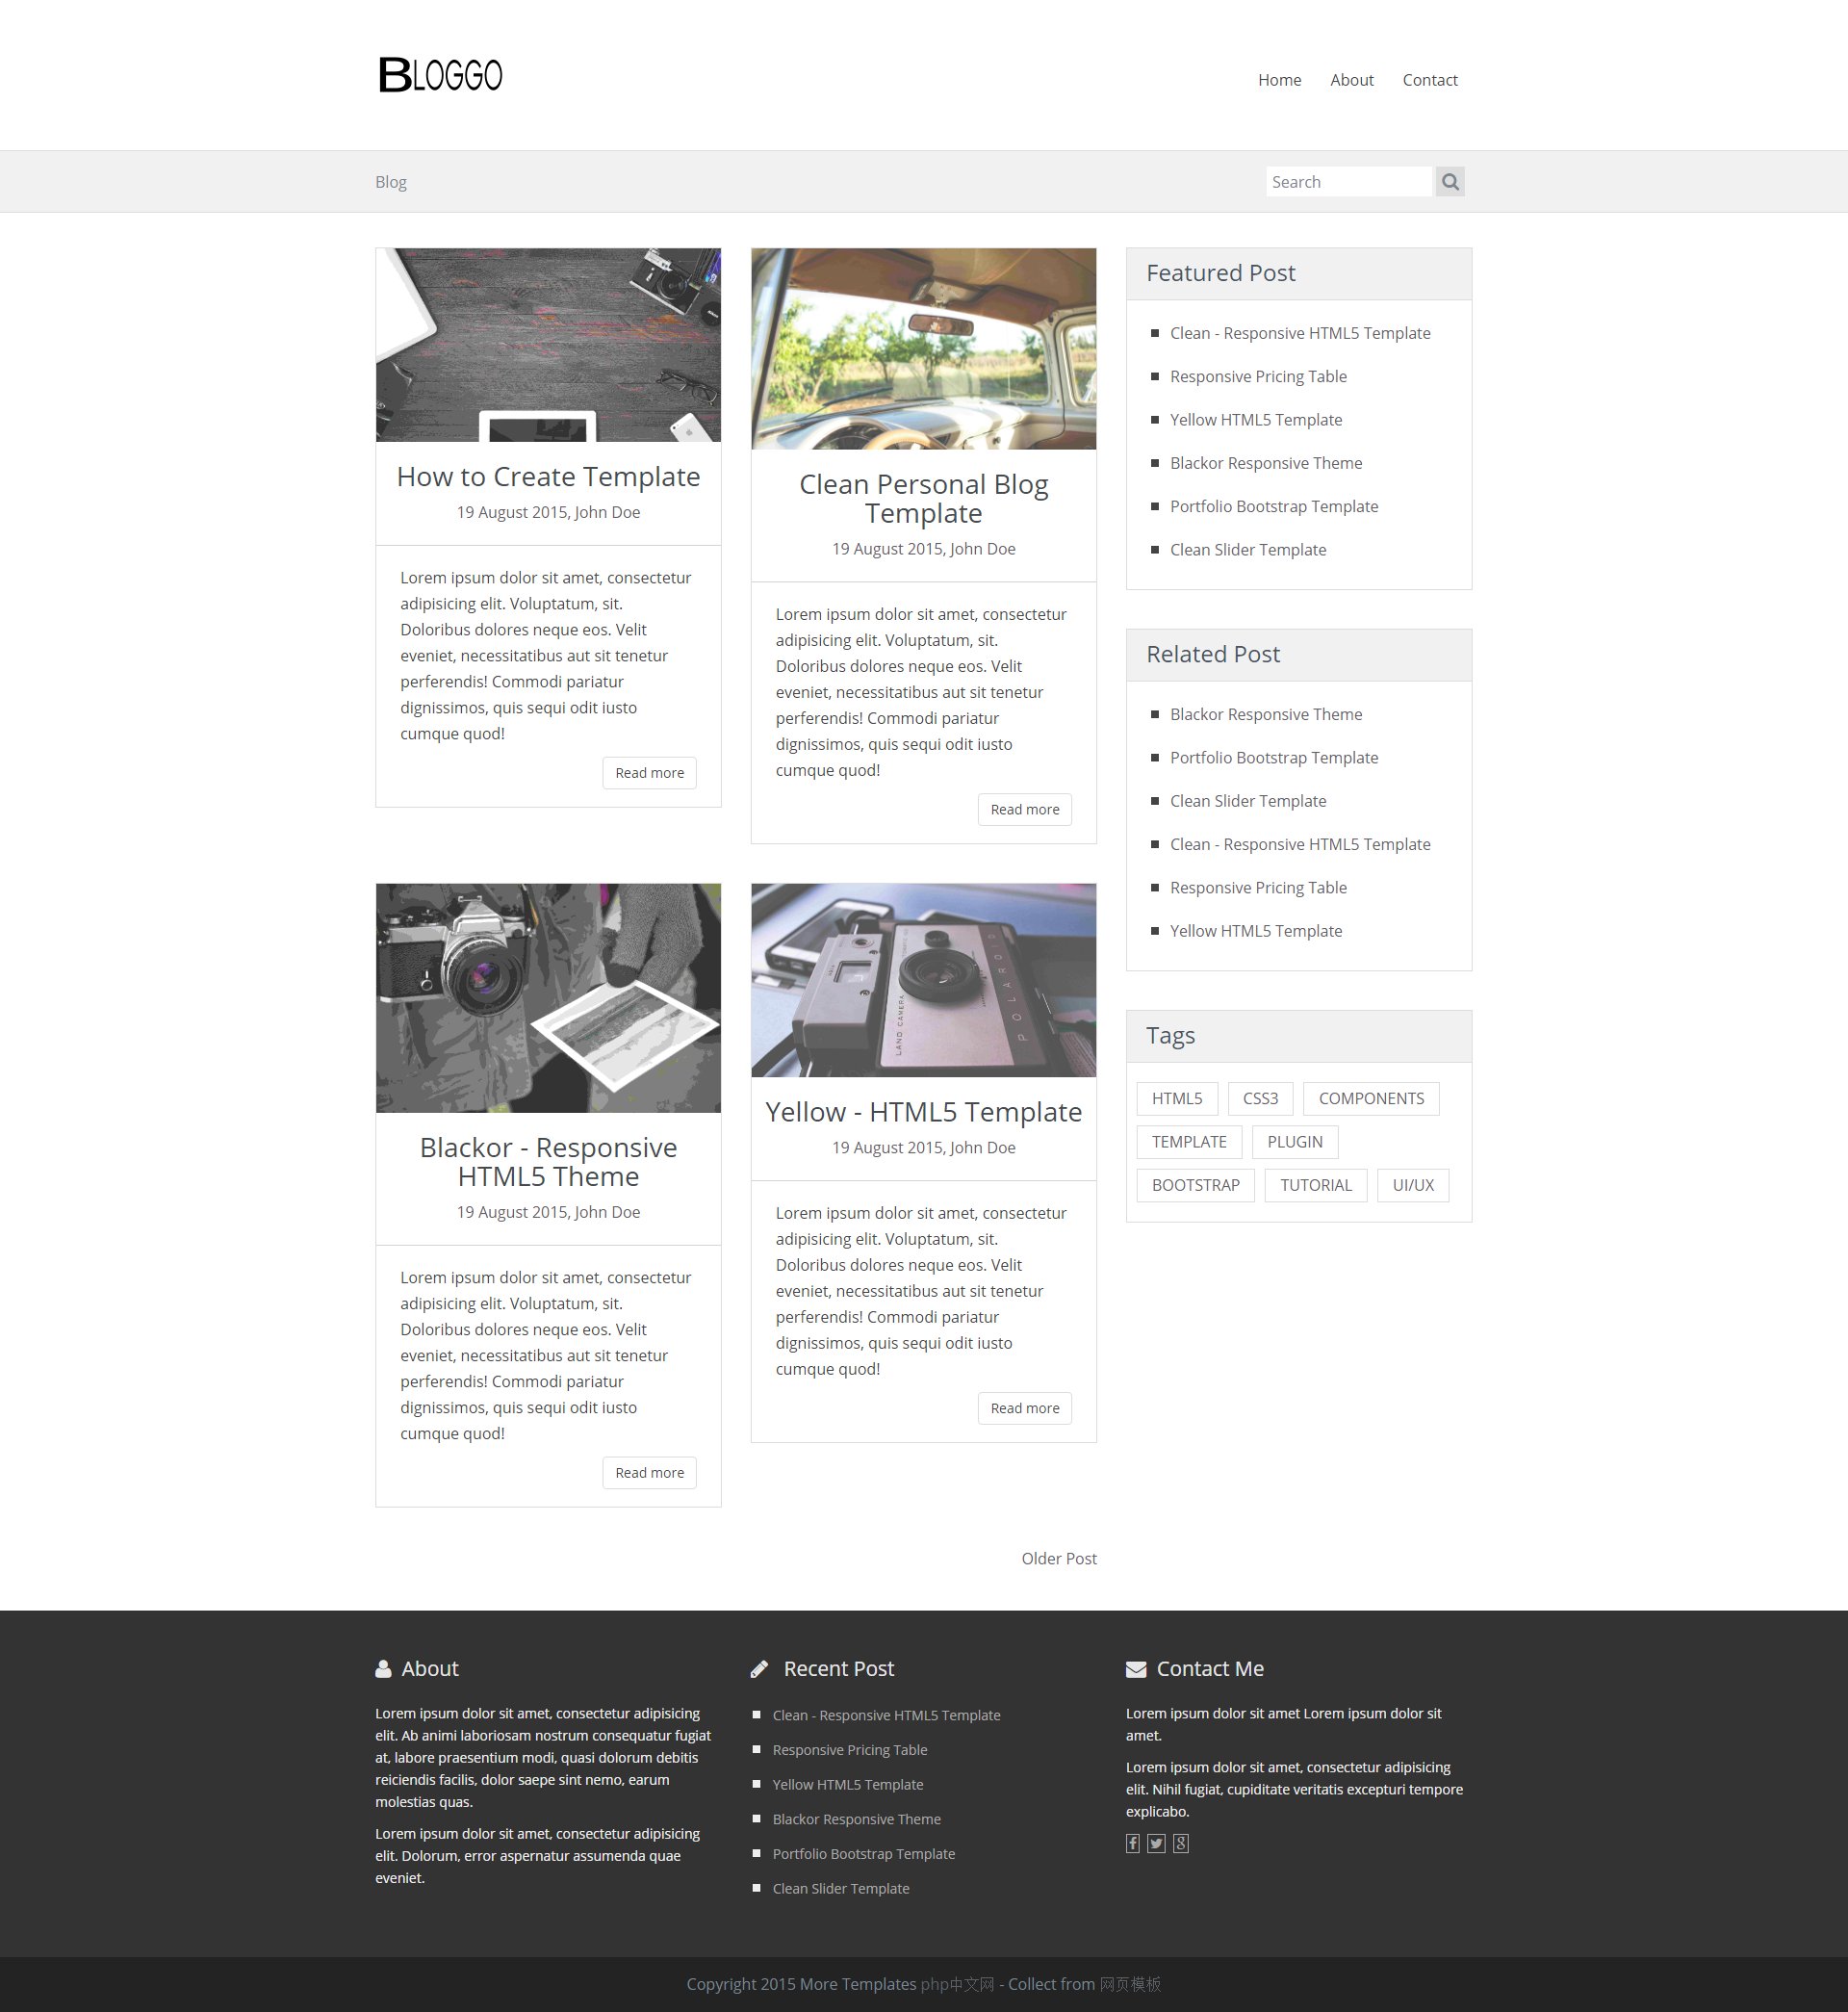 BLOGGO
Home
About
Contact
Blog
Search
How to Create Template
19 August 2015, John Doe
Lorem ipsum dolor sit amet, consectetur
adipisicing elit. Voluptatum, sit.
Doloribus dolores neque eos. Velit
eveniet, necessitatibus aut sit tenetur
perferendis! Commodi pariatur
dignissimos, quis sequi odit iusto
cumque quod!
Read more
Clean Personal Blog
Template
19 August 2015, John Doe
Lorem ipsum dolor sit amet, consectetur
adipisicing elit. Voluptatum, sit.
Doloribus dolores neque eos. Velit
eveniet, necessitatibus aut sit tenetur
perferendis! Commodi pariatur
dignissimos, quis sequi odit iusto
cumque quod!
Read more
Blackor - Responsive
HTML5 Theme
19 August 2015, John Doe
Lorem ipsum dolor sit amet, consectetur
adipisicing elit. Voluptatum, sit.
Doloribus dolores neque eos. Velit
eveniet, necessitatibus aut sit tenetur
perferendis! Commodi pariatur
dignissimos, quis sequi odit iusto
cumque quod!
Read more
LAND CAMERA
POLAROID
Yellow - HTML5 Template
19 August 2015, John Doe
Lorem ipsum dolor sit amet, consectetur
adipisicing elit. Voluptatum, sit.
Doloribus dolores neque eos. Velit
eveniet, necessitatibus aut sit tenetur
perferendis! Commodi pariatur
dignissimos, quis sequi odit iusto
cumque quod!
Read more
Older Post
Featured Post
Clean - Responsive HTML5 Template
Responsive Pricing Table
Yellow HTML5 Template
Blackor Responsive Theme
Portfolio Bootstrap Template
Clean Slider Template
Related Post
Blackor Responsive Theme
Portfolio Bootstrap Template
Clean Slider Template
Clean - Responsive HTML5 Template
Responsive Pricing Table
Yellow HTML5 Template
Tags
HTML5
CSS3
COMPONENTS
TEMPLATE
PLUGIN
BOOTSTRAP
TUTORIAL
UI/UX
About
Lorem ipsum dolor sit amet, consectetur adipisicing
elit. Ab animi laboriosam nostrum consequatur fugiat
at, labore praesentium modi, quasi dolorum debitis
reiciendis facilis, dolor saepe sint nemo, earum
molestias quas.
Lorem ipsum dolor sit amet, consectetur adipisicing
elit. Dolorum, error aspernatur assumenda quae
eveniet.
Recent Post
Clean - Responsive HTML5 Template
Responsive Pricing Table
Yellow HTML5 Template
Blackor Responsive Theme
Portfolio Bootstrap Template
Clean Slider Template
Contact Me
Lorem ipsum dolor sit amet Lorem ipsum dolor sit
amet.
Lorem ipsum dolor sit amet, consectetur adipisicing
elit. Nihil fugiat, cupiditate veritatis excepturi tempore
explicabo.
Copyright 2015 More Templates php中文网 - Collect from 网页模板